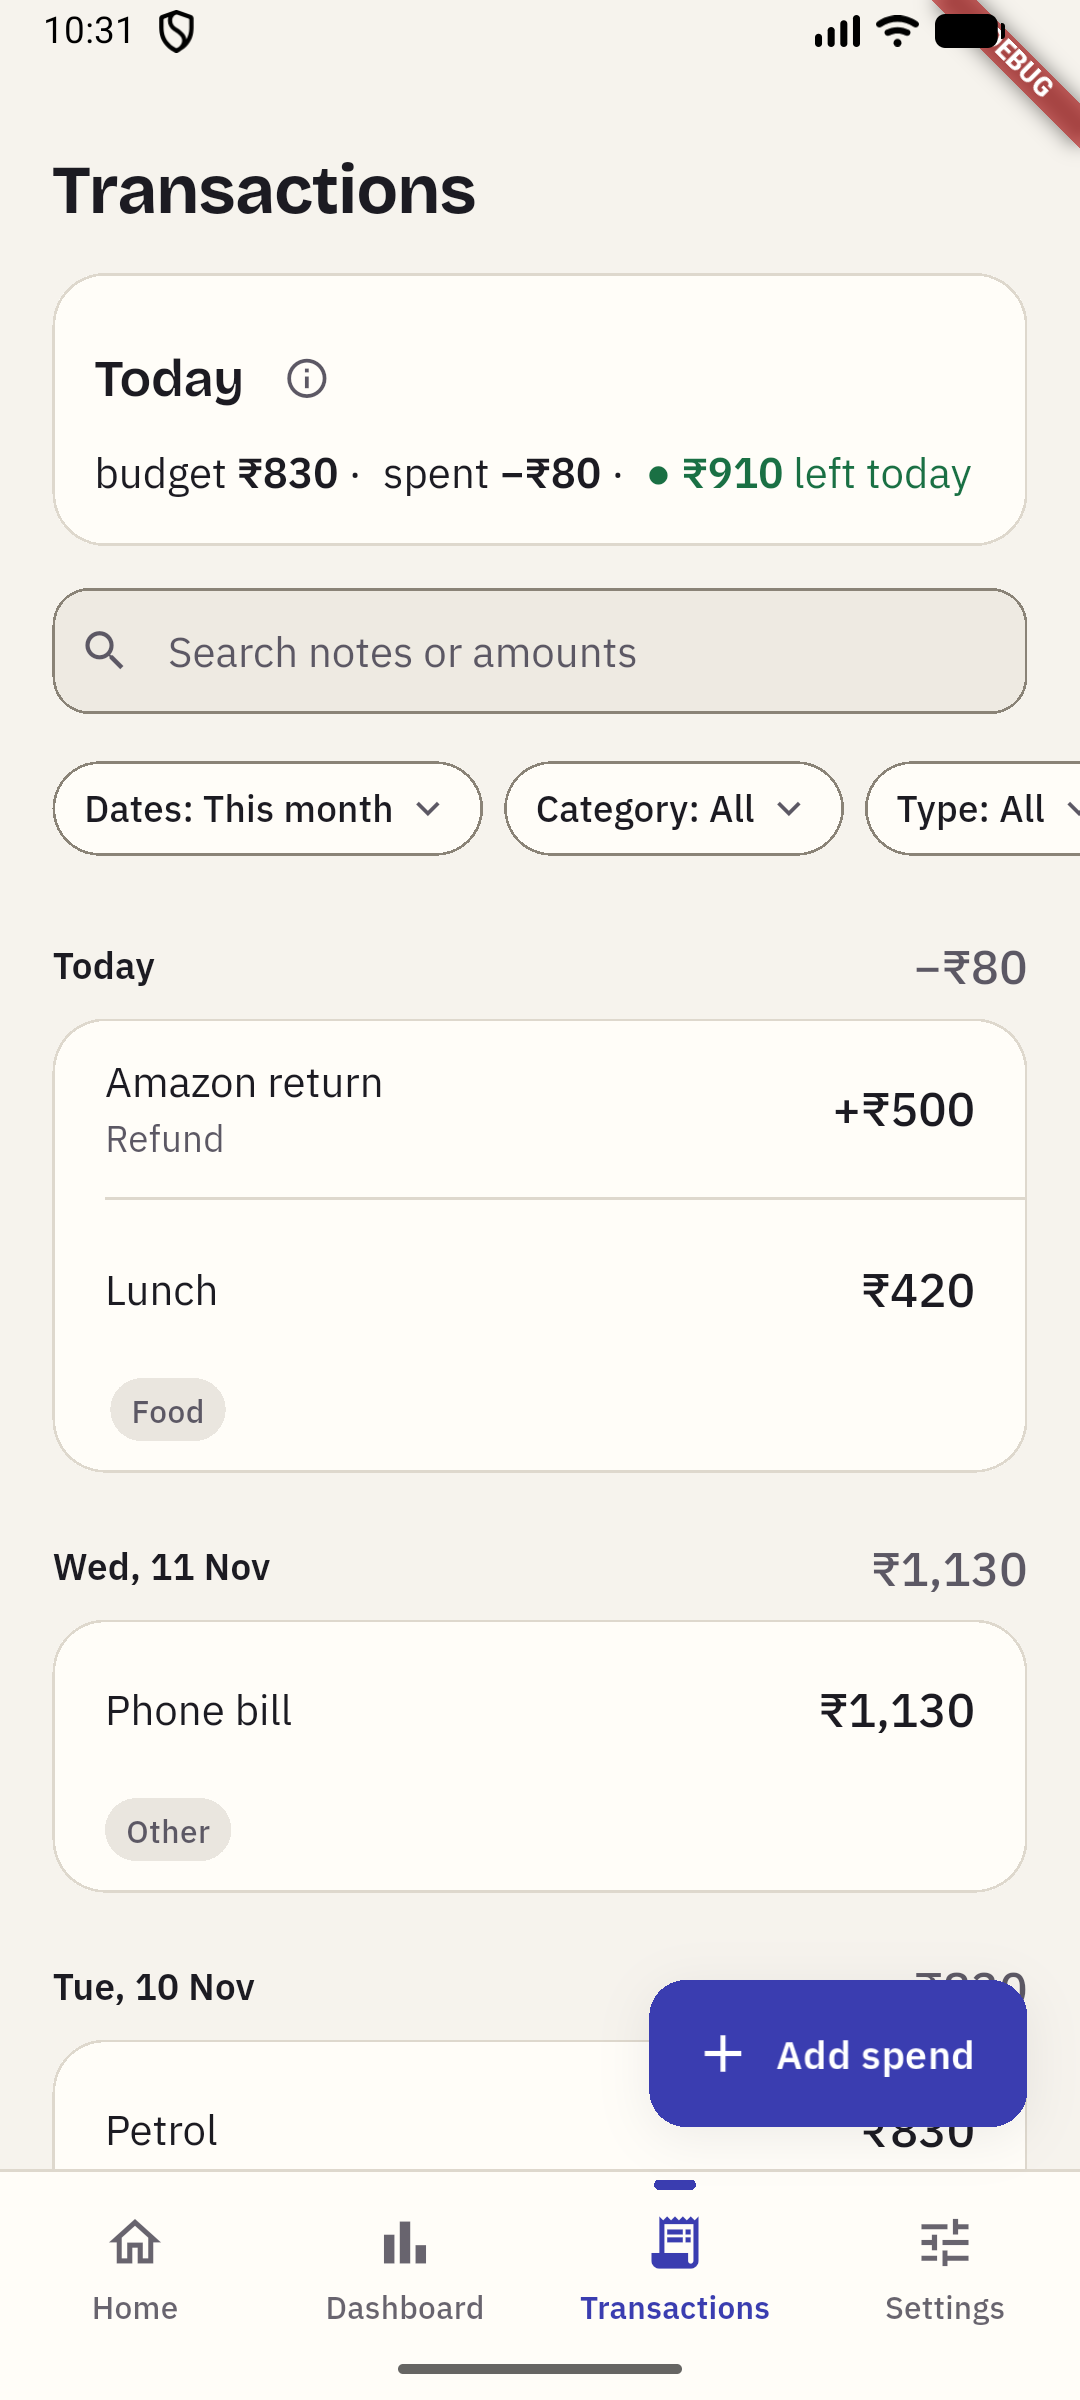 10:31
EBUG
Transactions
Today
budget ₹830 · spent −₹80 · ● ₹910 left today
Search notes or amounts
Dates: This month
Category: All
Type: All
Today −₹80
Amazon return
+₹500
Refund
Lunch ₹420
Food
Wed, 11 Nov ₹1,130
Phone bill ₹1,130
Other
Tue, 10 Nov
+ Add spend
Petrol ₹830
Home Dashboard Transactions Settings